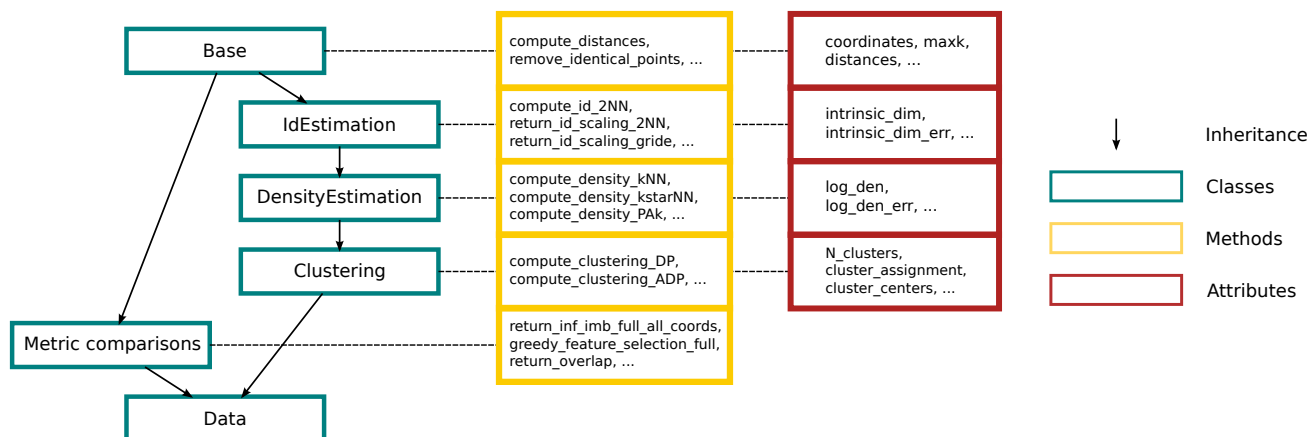 Base
compute_distances,
remove_identical_points, ...
coordinates, maxk,
distances, ...
IdEstimation
compute_id_2NN,
return_id_scaling_2NN,
return_id_scaling_gride, ...
intrinsic_dim,
intrinsic_dim_err, ...
DensityEstimation
compute_density_kNN,
compute_density_kstarNN,
compute_density_PAk, ...
log_den,
log_den_err, ...
Clustering
compute_clustering_DP,
compute_clustering_ADP, ...
N_clusters,
cluster_assignment,
cluster_centers, ...
Metric comparisons
return_inf_imb_full_all_coords,
greedy_feature_selection_full,
return_overlap, ...
Data
Inheritance
Classes
Methods
Attributes